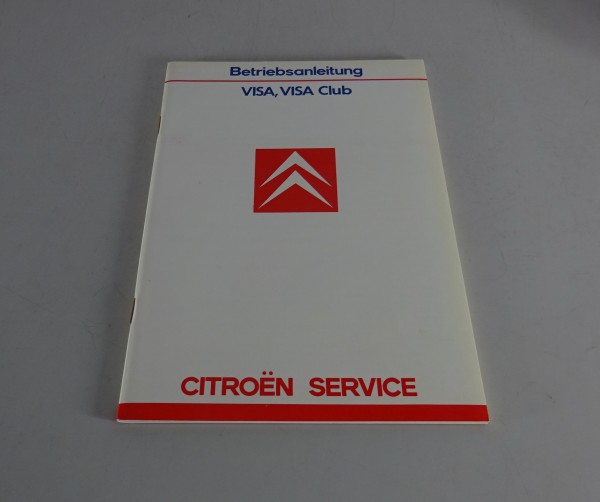 Betriebsanleitung
VISA, VISA Club
CITROËN SERVICE